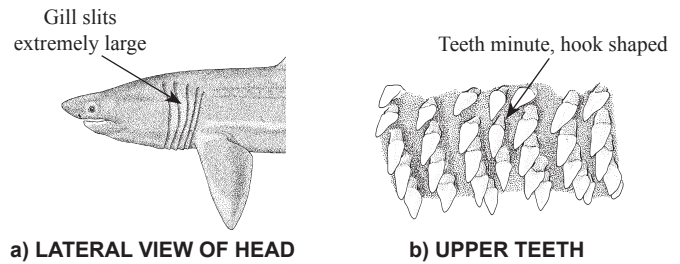 Gill slits
extremely large
Teeth minute, hook shaped
a) LATERAL VIEW OF HEAD
b) UPPER TEETH